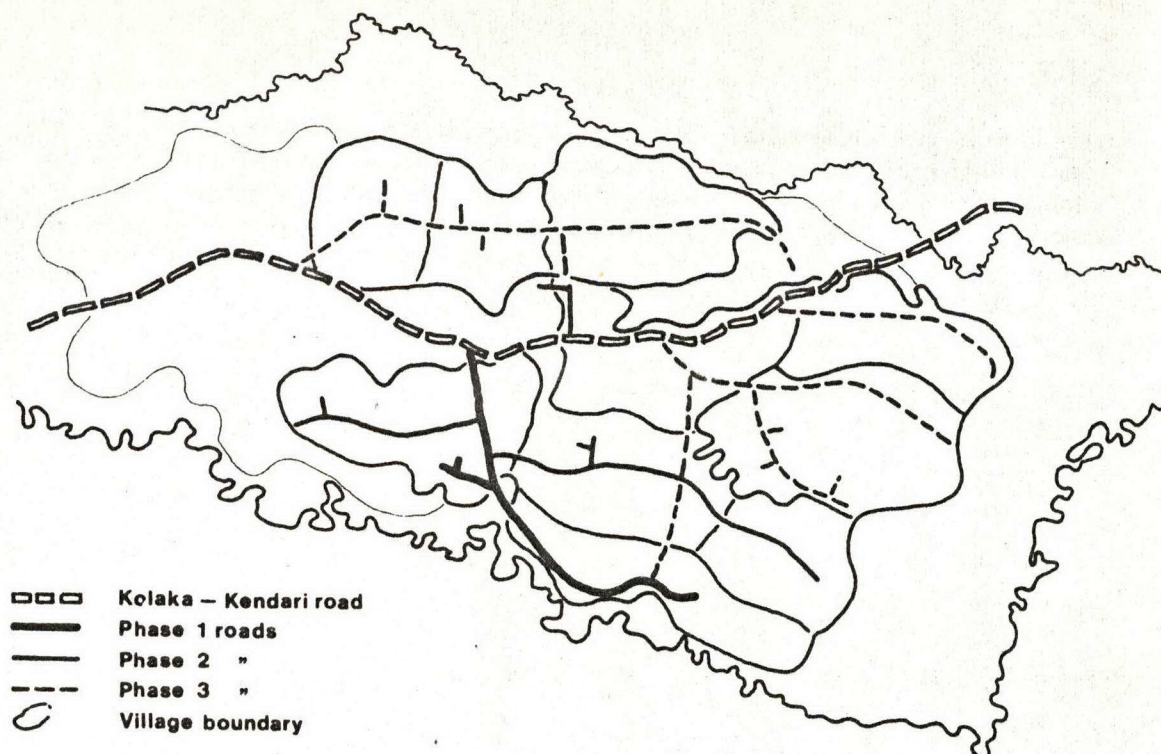 Kolaka – Kendari road
Phase 1 roads
Phase 2 "
Phase 3 "
Village boundary